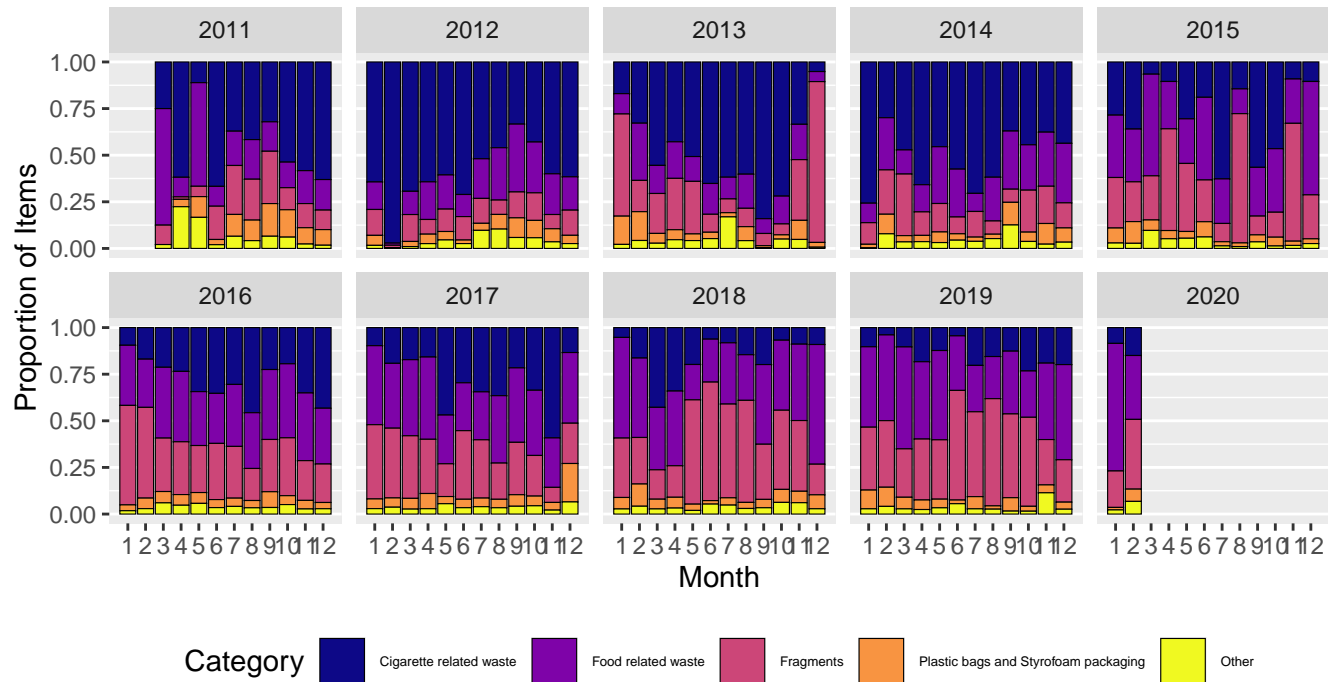 2011 2012 2013 2014 2015
1.00
0.75
0.50
0.25
0.00
2016 2017 2018 2019 2020
1.00
0.75
0.50
0.25
0.00
1 2 3 4 5 6 7 8 9 10 11 12 1 2 3 4 5 6 7 8 9 10 11 12 1 2 3 4 5 6 7 8 9 10 11 12 1 2 3 4 5 6 7 8 9 10 11 12 1 2 3 4 5 6 7 8 9 10 11 12
Proportion of Items
Month
Category Cigarette related waste Food related waste Fragments Plastic bags and Styrofoam packaging Other